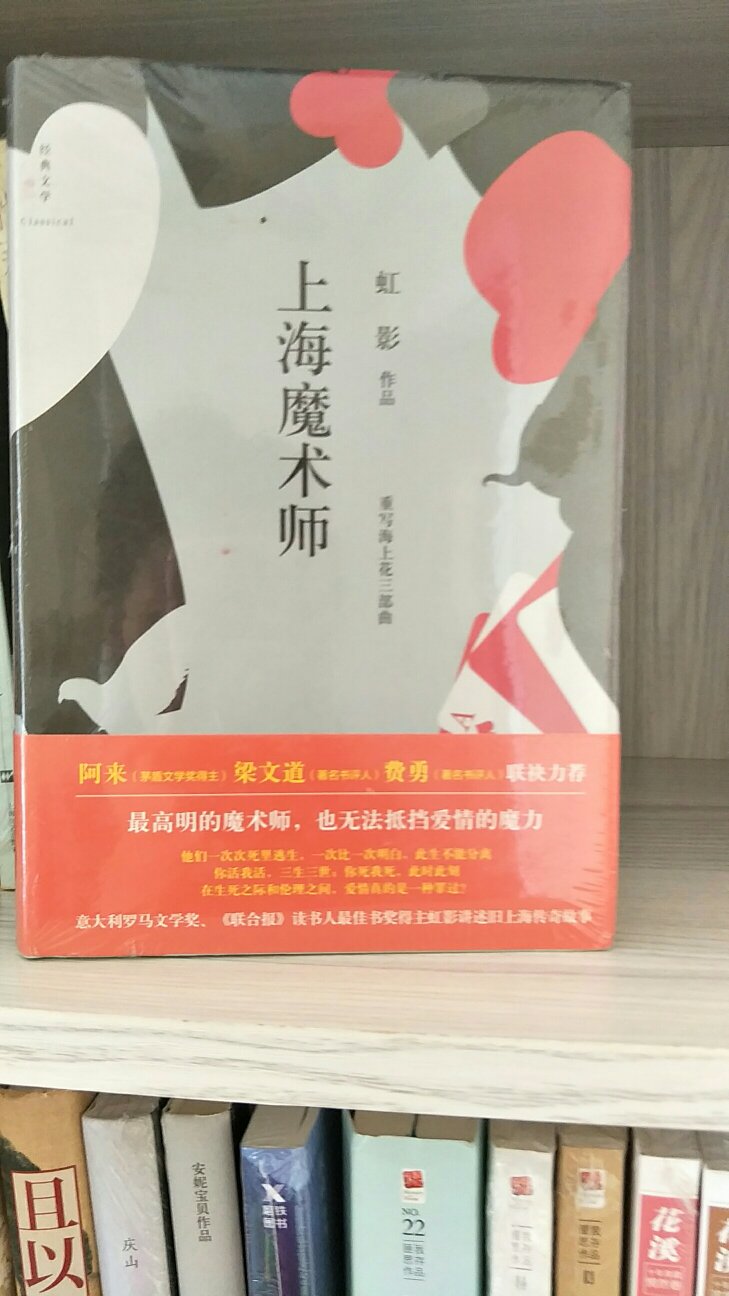 经典文学
Classical
上海魔术师
虹影 作品
重写海上花三部曲
阿来（茅盾文学奖得主）梁文道（著名书评人）费勇（著名书评人）联袂力荐
最高明的魔术师，也无法抵挡爱情的魔力
他们一次次死里逃生，一次比一次明白，此生不能分离
你活我活，三生三世，你死我死，此时此刻
在生死之际和伦理之间，爱情真的是一种罪过？
意大利罗马文学奖、《联合报》读书人最佳书奖得主虹影讲述旧上海传奇故事
且以
庆山
安妮宝贝作品
NO.
22
花溪